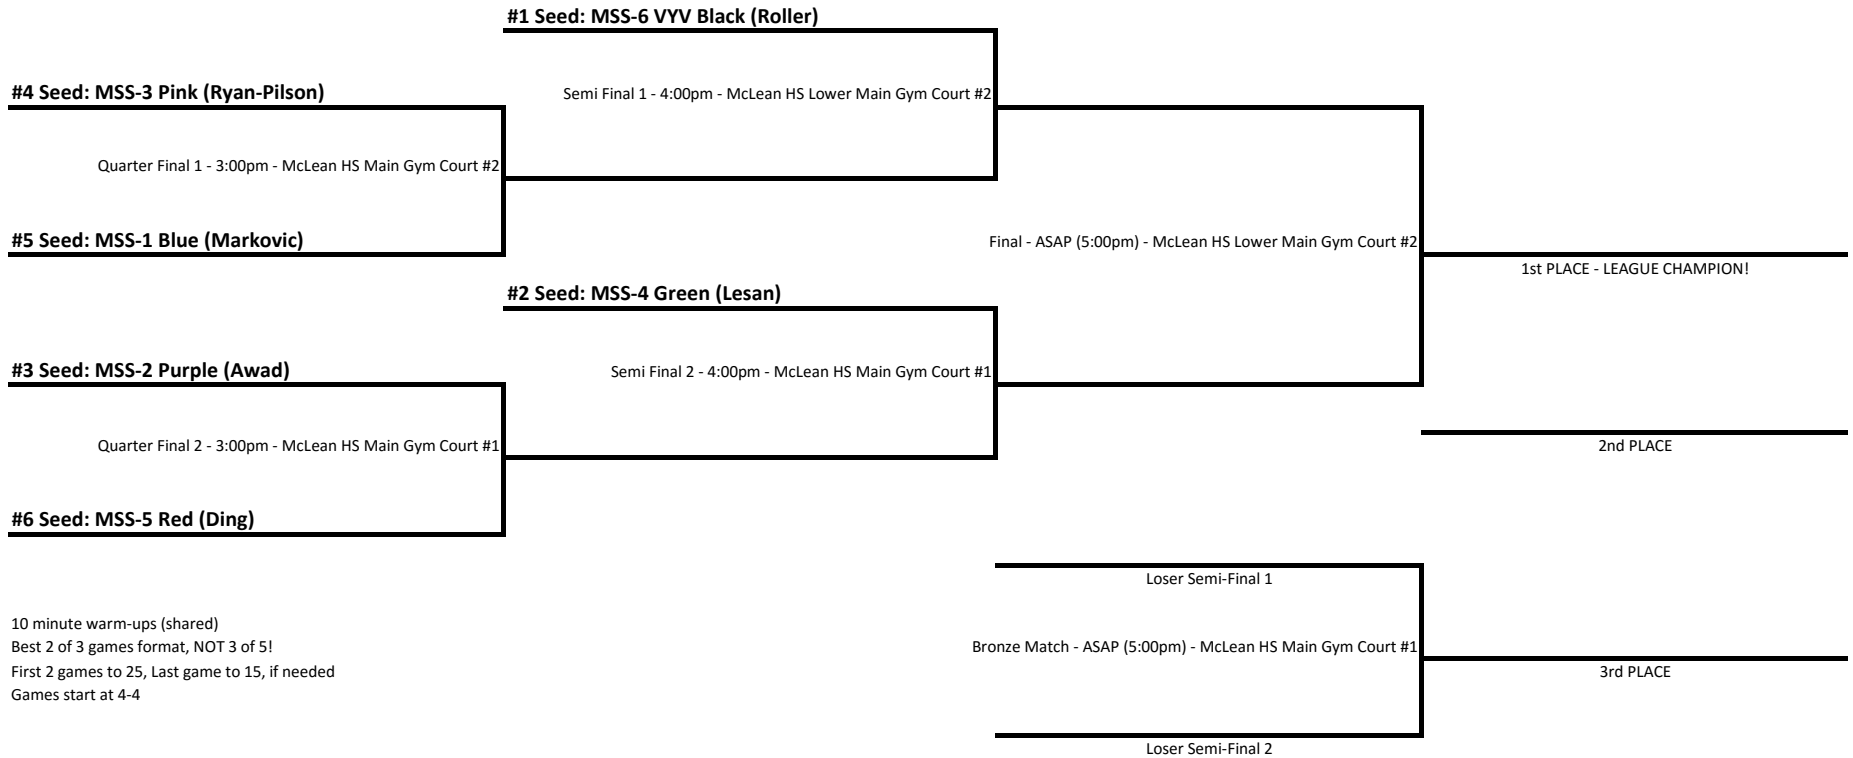 #1 Seed: MSS-6 VYV Black (Roller)
#4 Seed: MSS-3 Pink (Ryan-Pilson)
Semi Final 1 - 4:00pm - McLean HS Lower Main Gym Court #2
Quarter Final 1 - 3:00pm - McLean HS Main Gym Court #2
#5 Seed: MSS-1 Blue (Markovic)
Final - ASAP (5:00pm) - McLean HS Lower Main Gym Court #2
1st PLACE - LEAGUE CHAMPION!
#2 Seed: MSS-4 Green (Lesan)
#3 Seed: MSS-2 Purple (Awad)
Semi Final 2 - 4:00pm - McLean HS Main Gym Court #1
Quarter Final 2 - 3:00pm - McLean HS Main Gym Court #1
2nd PLACE
#6 Seed: MSS-5 Red (Ding)
Loser Semi-Final 1
10 minute warm-ups (shared)
Best 2 of 3 games format, NOT 3 of 5!
First 2 games to 25, Last game to 15, if needed
Games start at 4-4
Bronze Match - ASAP (5:00pm) - McLean HS Main Gym Court #1
3rd PLACE
Loser Semi-Final 2